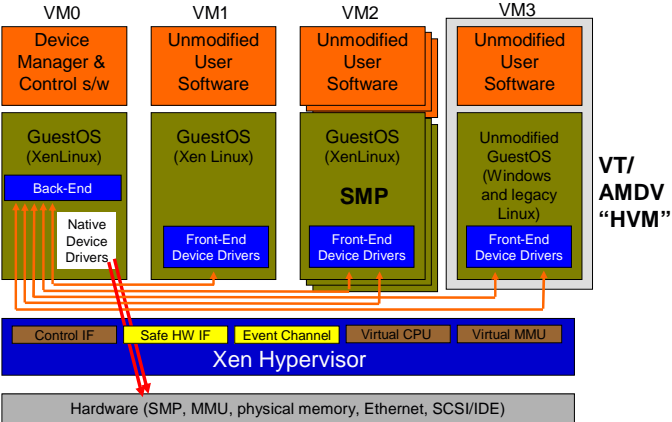 VM0
VM1
VM2
VM3
Device
Manager &
Control s/w
Unmodified
User
Software
Unmodified
User
Software
Unmodified
User
Software
GuestOS
(XenLinux)
Back-End
Native
Device
Drivers
GuestOS
(Xen Linux)
Front-End
Device Drivers
GuestOS
(XenLinux)
SMP
Front-End
Device Drivers
Unmodified
GuestOS
(Windows
and legacy
Linux)
Front-End
Device Drivers
VT/
AMDV
“HVM”
Control IF
Safe HW IF
Event Channel
Virtual CPU
Virtual MMU
Xen Hypervisor
Hardware (SMP, MMU, physical memory, Ethernet, SCSI/IDE)